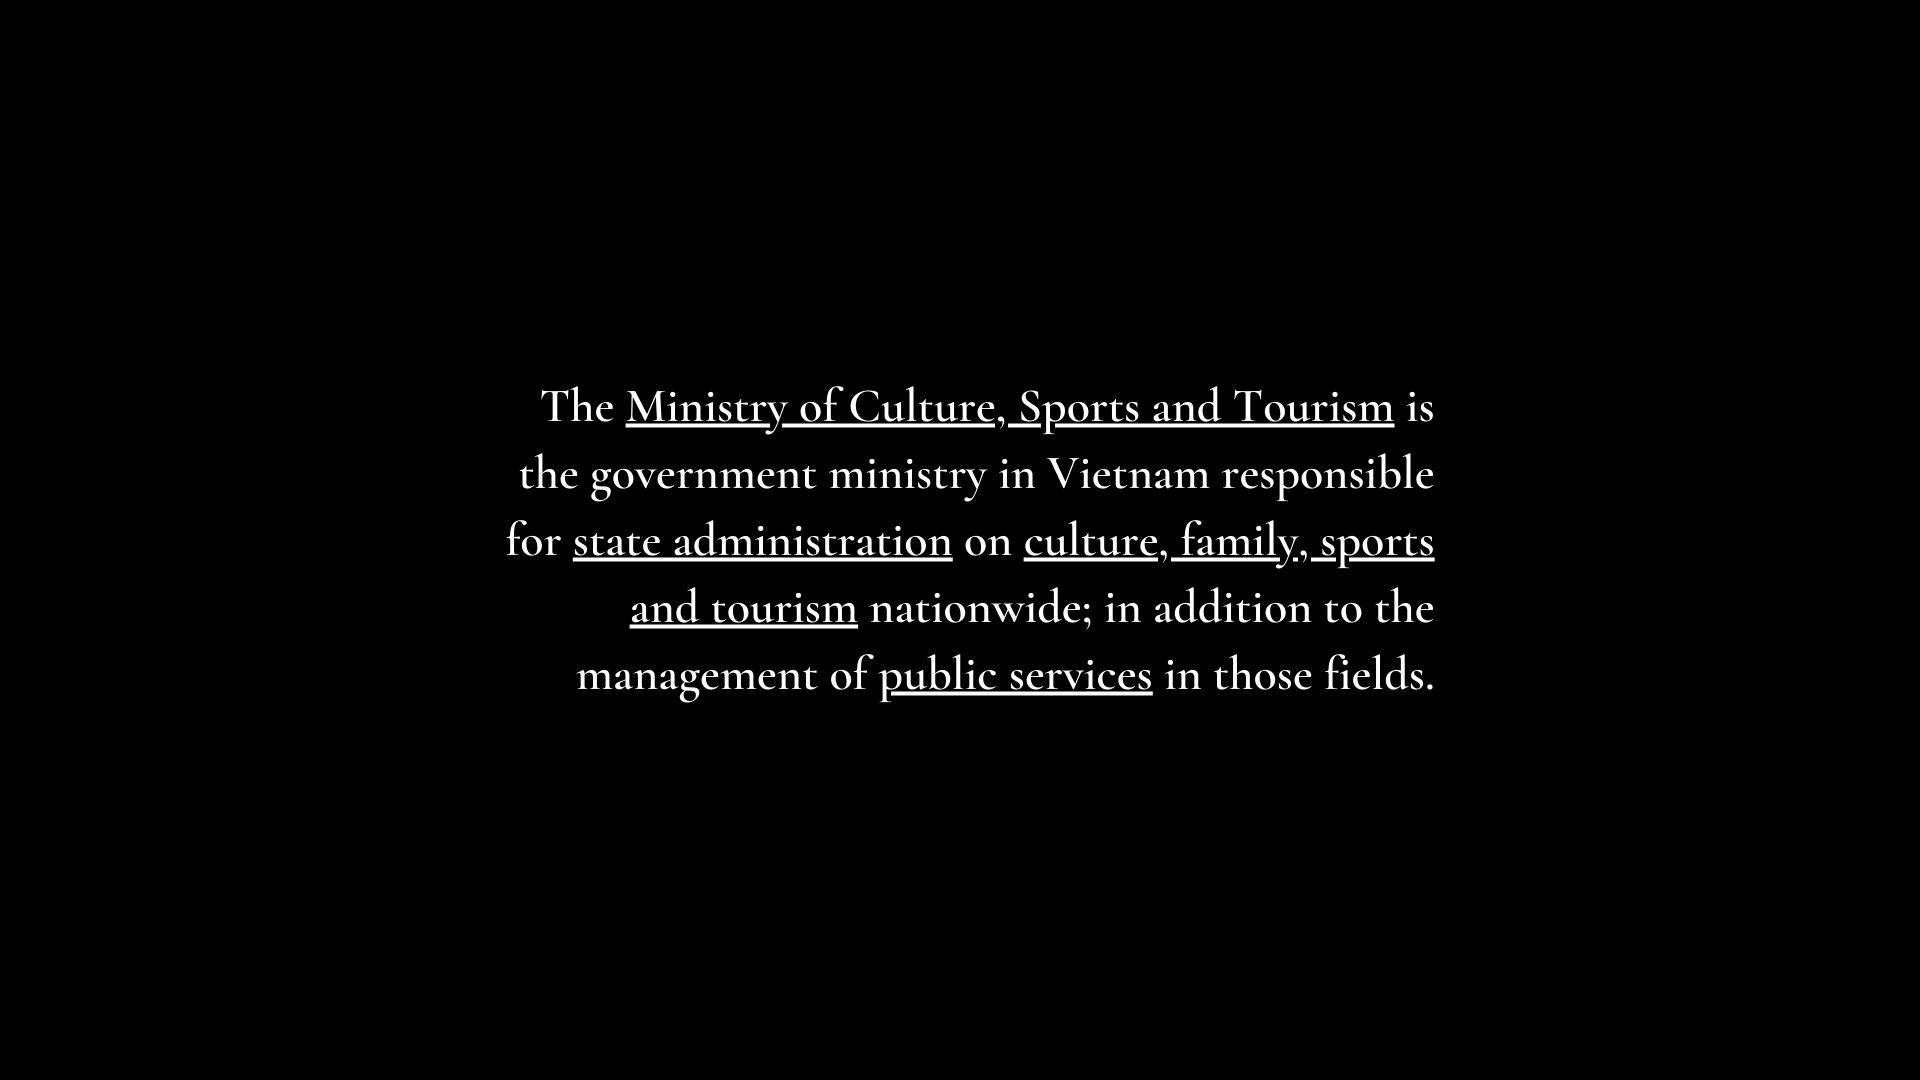 The Ministry of Culture, Sports and Tourism is
the government ministry in Vietnam responsible
for state administration on culture, family, sports
and tourism nationwide; in addition to the
management of public services in those fields.